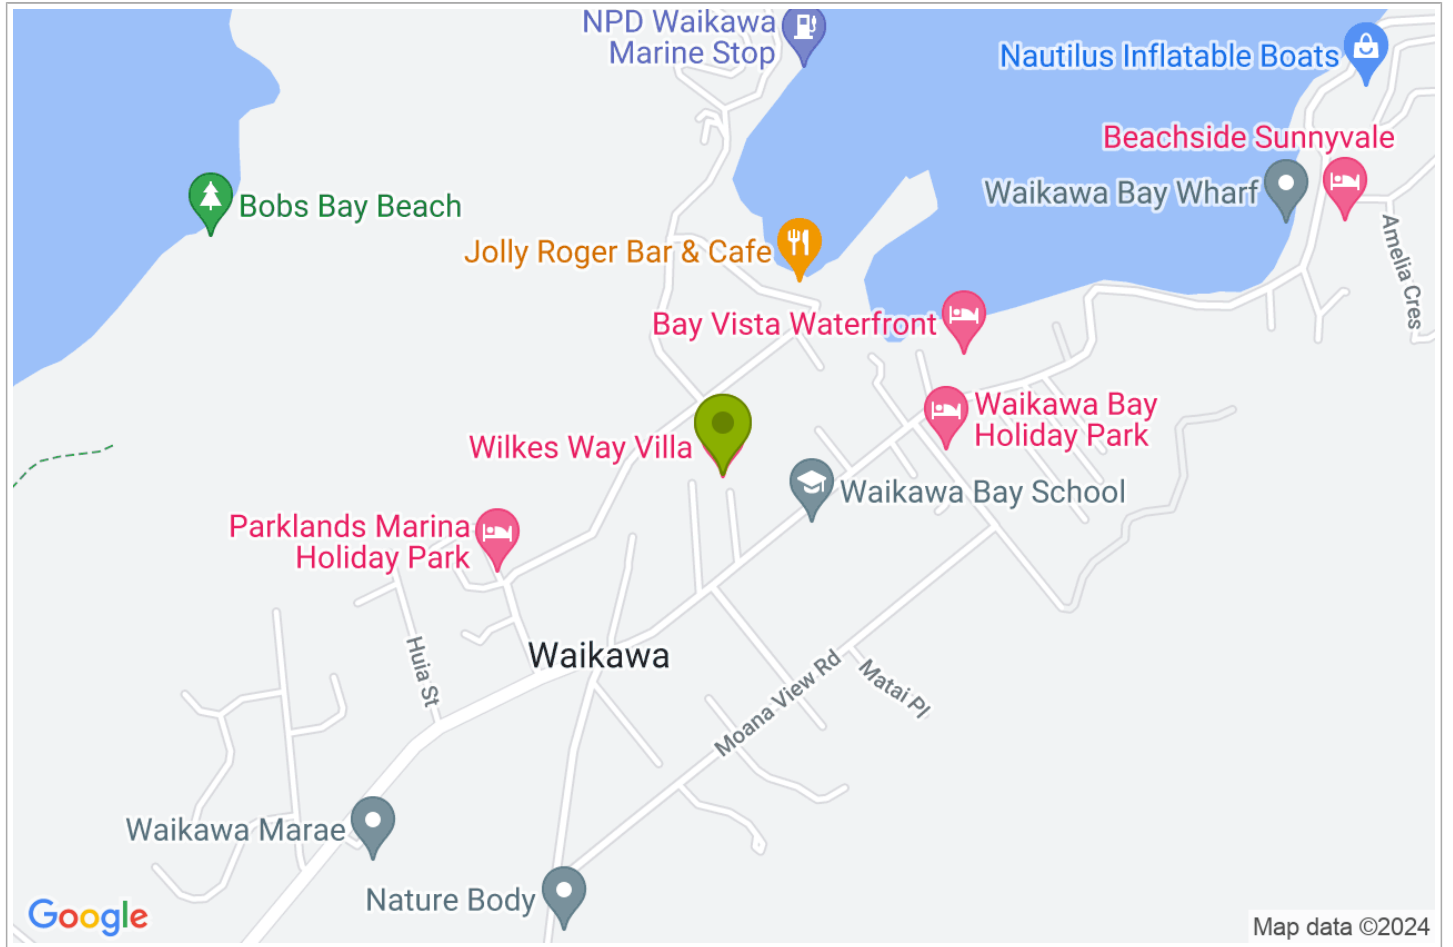 NPD Waikawa
Marine Stop
Nautilus Inflatable Boats
Beachside Sunnyvale
Waikawa Bay Wharf
Bobs Bay Beach
Jolly Roger Bar & Cafe
Amelia Cres
Bay Vista Waterfront
Waikawa Bay
Holiday Park
Wilkes Way Villa
Waikawa Bay School
Parklands Marina
Holiday Park
Huia St
Waikawa
Moana View Rd
Matai Pl
Waikawa Marae
Nature Body
Google
Map data ©2024